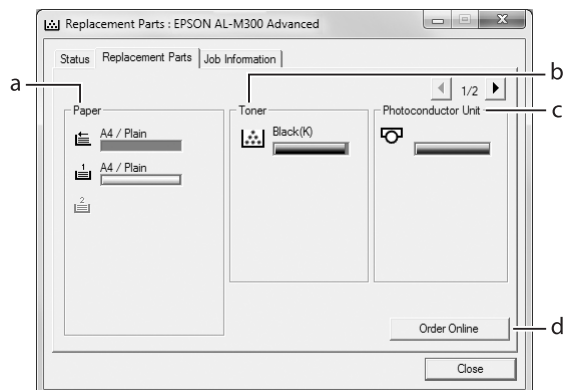 Replacement Parts : EPSON AL-M300 Advanced
Status Replacement Parts Job Information
1/2
a
b
c
Paper
Toner
Photoconductor Unit
A4 / Plain
Black(K)
1
A4 / Plain
2
Order Online
d
Close